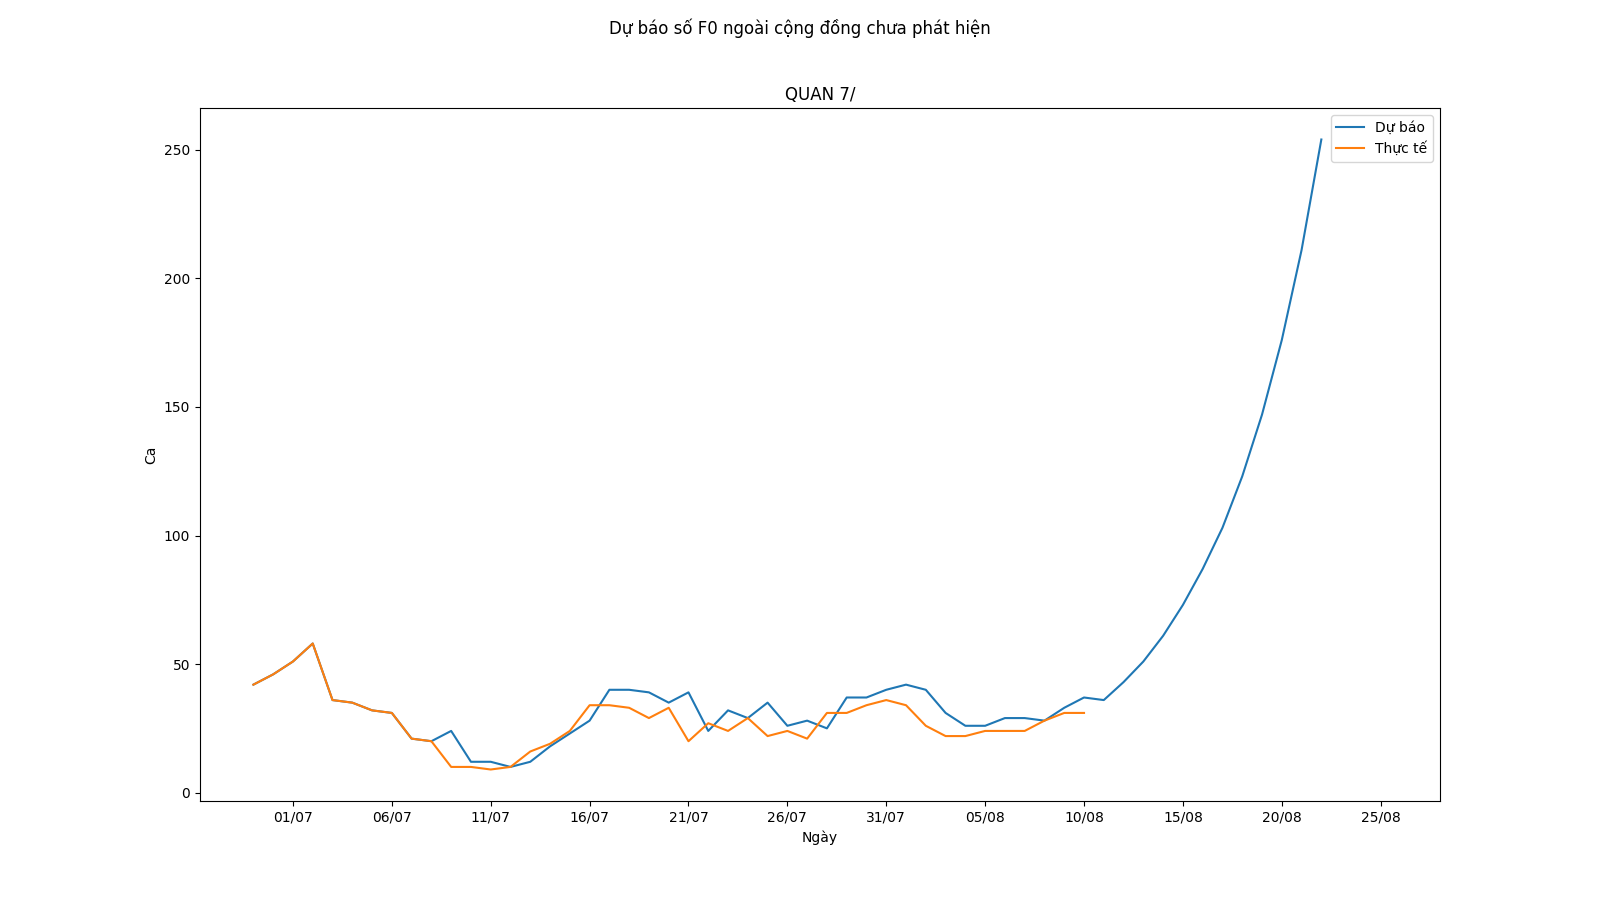 Dự báo số F0 ngoài cộng đồng chưa phát hiện
QUAN 7/
Dự báo
Thực tế
250
200
150
100
50
0
Ca
01/07 06/07 11/07 16/07 21/07 26/07 31/07 05/08 10/08 15/08 20/08 25/08
Ngày